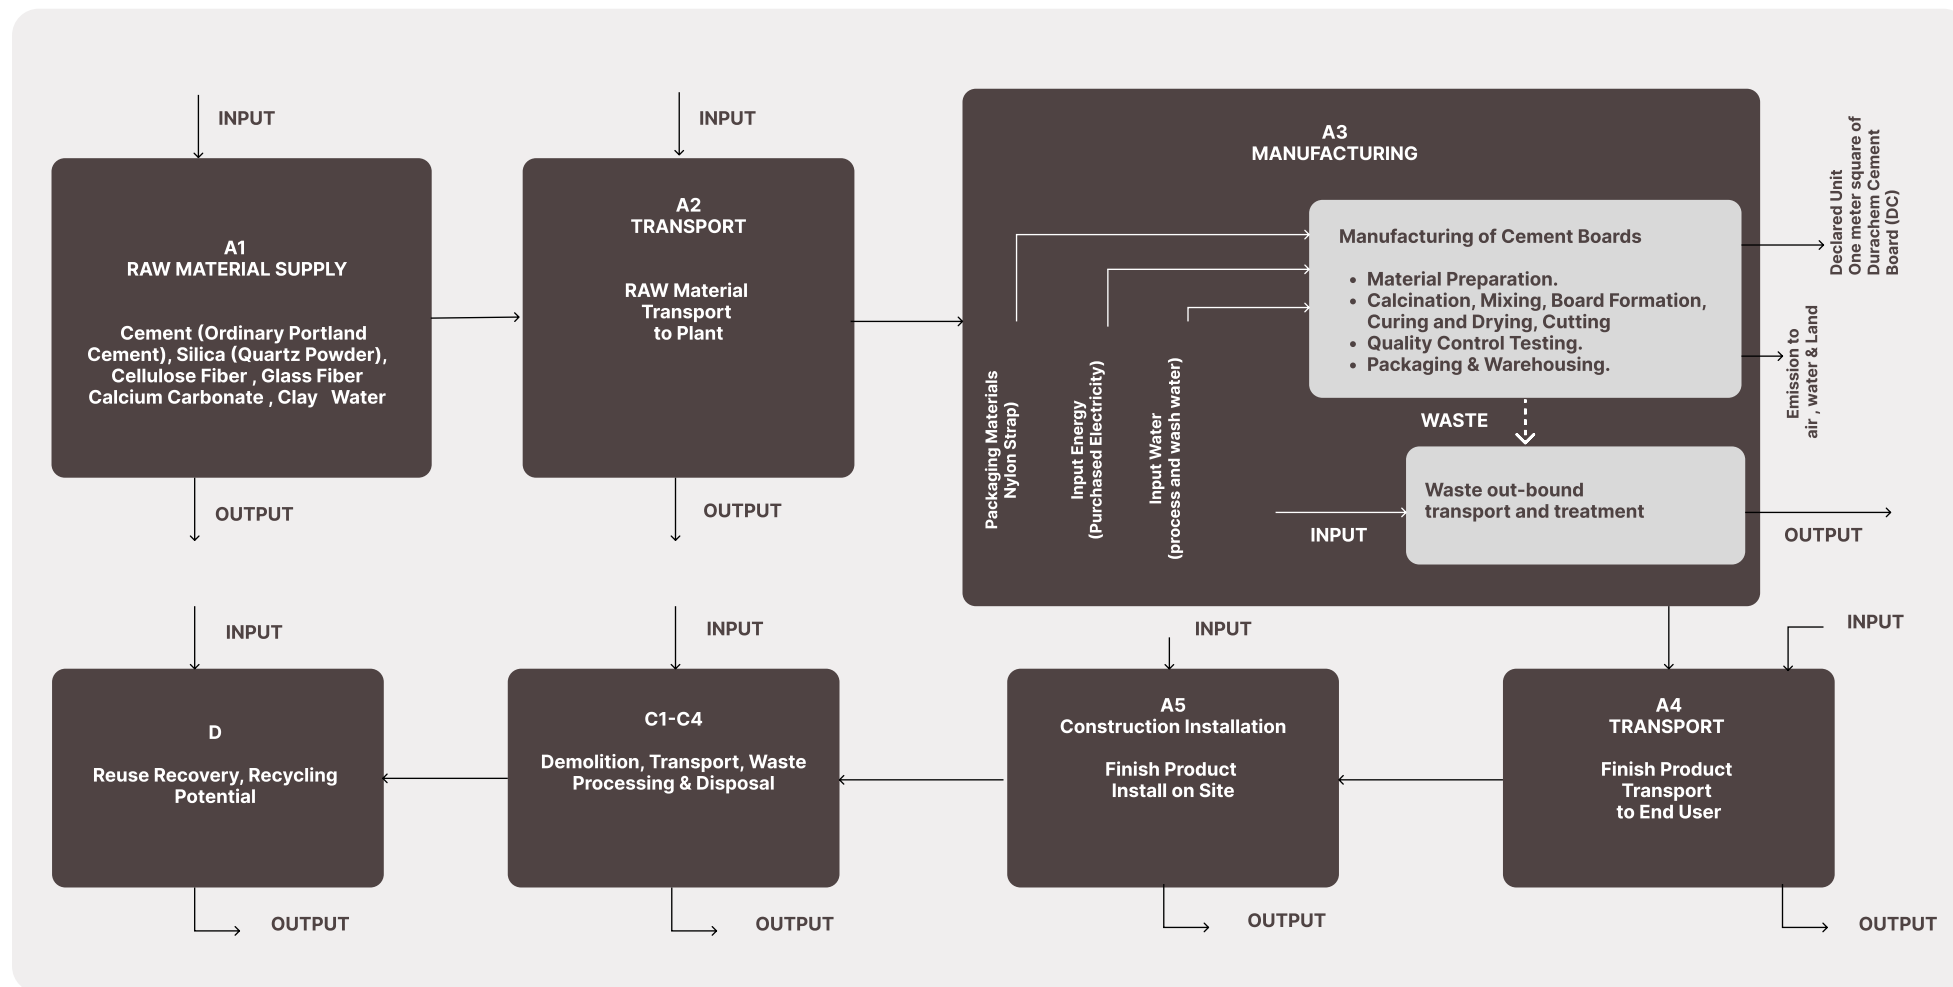 INPUT
A1
RAW MATERIAL SUPPLY
Cement (Ordinary Portland
Cement), Silica (Quartz Powder),
Cellulose Fiber , Glass Fiber
Calcium Carbonate , Clay Water
OUTPUT
INPUT
A2
TRANSPORT
RAW Material
Transport
to Plant
OUTPUT
A3
MANUFACTURING
Packaging Materials
Nylon Strap)
Input Energy
(Purchased Electricity)
Input Water
(process and wash water)
Manufacturing of Cement Boards
• Material Preparation.
• Calcination, Mixing, Board Formation,
Curing and Drying, Cutting
• Quality Control Testing.
• Packaging & Warehousing.
WASTE
INPUT
Waste out-bound
transport and treatment
OUTPUT
Declared Unit
One meter square of
Durachem Cement
Board (DC)
Emission to
air , water & Land
INPUT
A4
TRANSPORT
Finish Product
Transport
to End User
OUTPUT
INPUT
A5
Construction Installation
Finish Product
Install on Site
OUTPUT
INPUT
C1-C4
Demolition, Transport, Waste
Processing & Disposal
OUTPUT
INPUT
D
Reuse Recovery, Recycling
Potential
OUTPUT